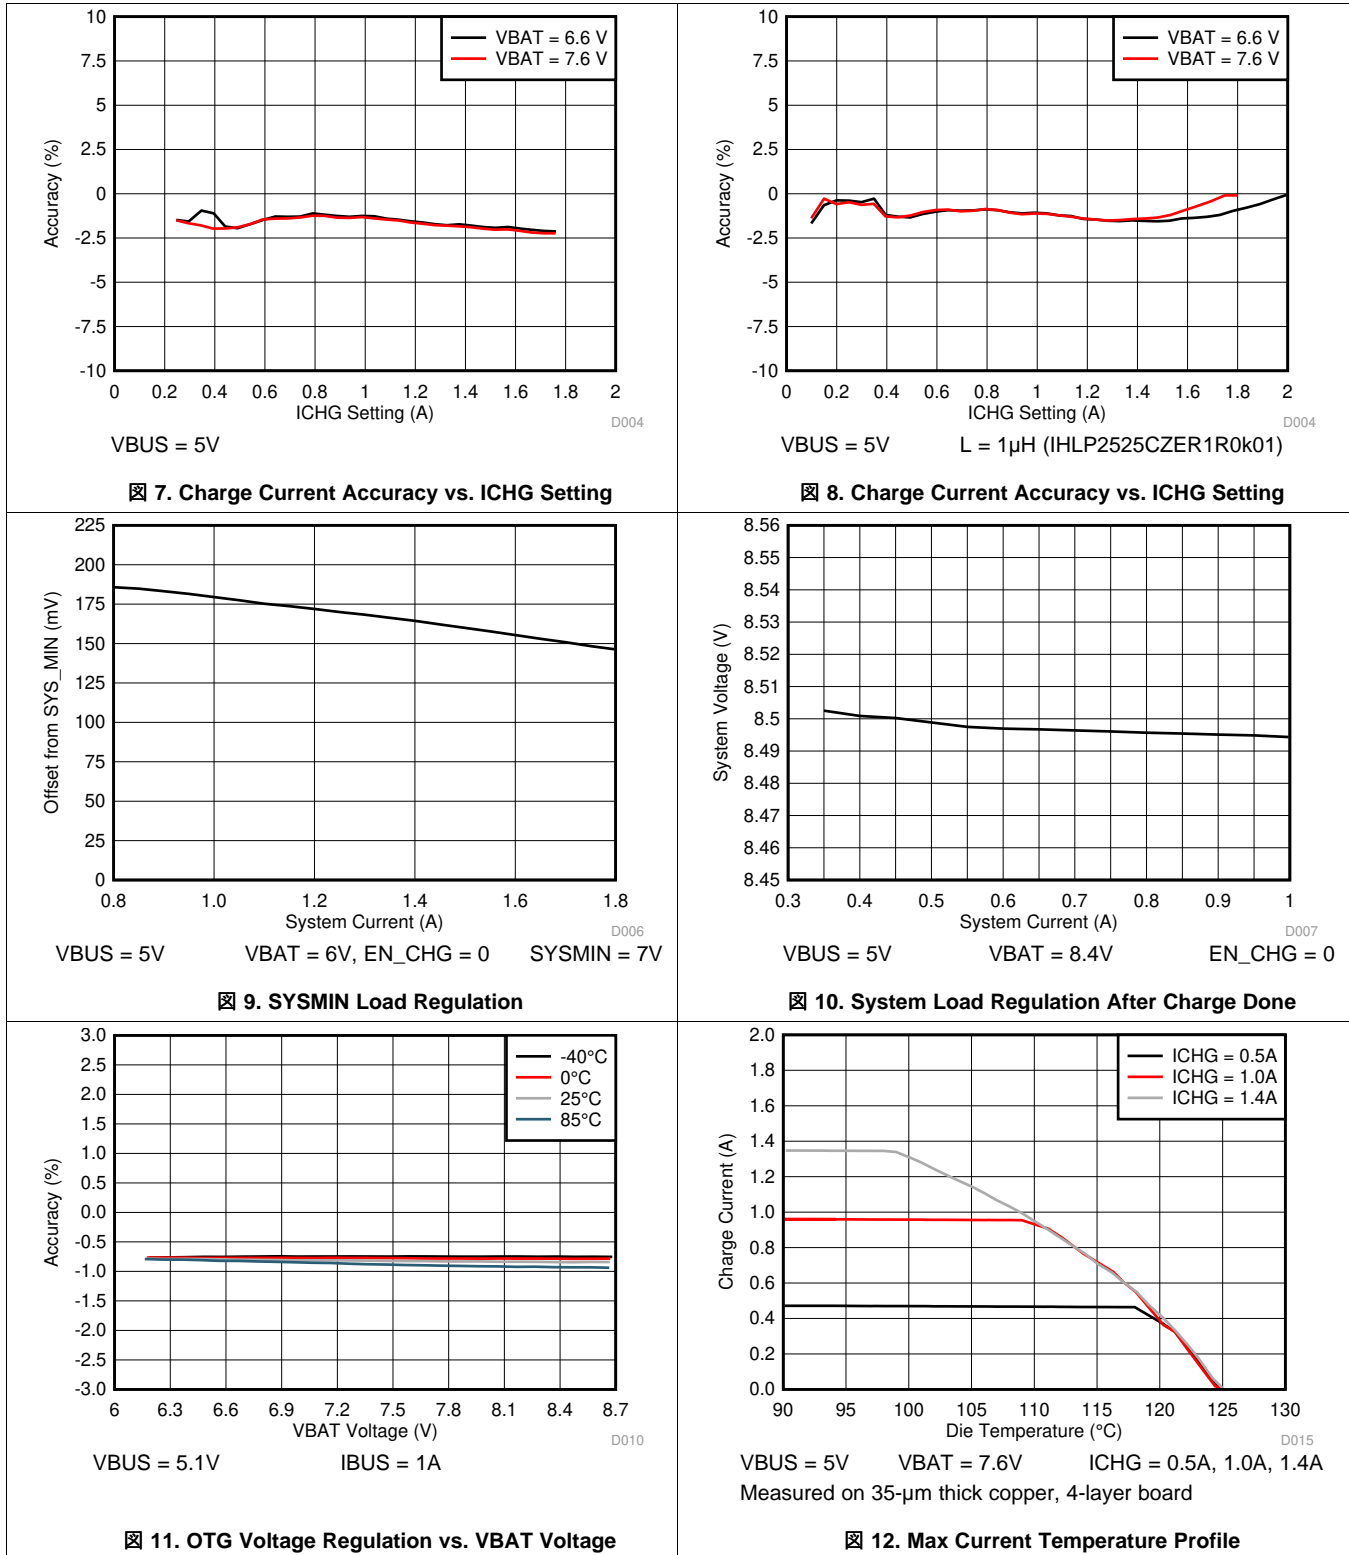 10
7.5
5
2.5
0
-2.5
-5
-7.5
-10
Accuracy (%)
VBAT = 6.6 V
VBAT = 7.6 V
0 0.2 0.4 0.6 0.8 1 1.2 1.4 1.6 1.8 2
ICHG Setting (A)
D004
VBUS = 5V
図 7. Charge Current Accuracy vs. ICHG Setting
10
7.5
5
2.5
0
-2.5
-5
-7.5
-10
Accuracy (%)
VBAT = 6.6 V
VBAT = 7.6 V
0 0.2 0.4 0.6 0.8 1 1.2 1.4 1.6 1.8 2
ICHG Setting (A)
D004
VBUS = 5V L = 1µH (IHLP2525CZER1R0k01)
図 8. Charge Current Accuracy vs. ICHG Setting
225
200
175
150
125
100
75
50
25
0
Offset from SYS_MIN (mV)
0.8 1.0 1.2 1.4 1.6 1.8
System Current (A)
D006
VBUS = 5V VBAT = 6V, EN_CHG = 0 SYSMIN = 7V
図 9. SYSMIN Load Regulation
8.56
8.55
8.54
8.53
8.52
8.51
8.5
8.49
8.48
8.47
8.46
8.45
System Voltage (V)
0.3 0.4 0.5 0.6 0.7 0.8 0.9 1
System Current (A)
D007
VBUS = 5V VBAT = 8.4V EN_CHG = 0
図 10. System Load Regulation After Charge Done
3.0
2.5
2.0
1.5
1.0
0.5
0.0
-0.5
-1.0
-1.5
-2.0
-2.5
-3.0
Accuracy (%)
-40°C
0°C
25°C
85°C
6 6.3 6.6 6.9 7.2 7.5 7.8 8.1 8.4 8.7
VBAT Voltage (V)
D010
VBUS = 5.1V IBUS = 1A
図 11. OTG Voltage Regulation vs. VBAT Voltage
2.0
1.8
1.6
1.4
1.2
1.0
0.8
0.6
0.4
0.2
0.0
Charge Current (A)
ICHG = 0.5A
ICHG = 1.0A
ICHG = 1.4A
90 95 100 105 110 115 120 125 130
Die Temperature (°C)
D015
VBUS = 5V VBAT = 7.6V ICHG = 0.5A, 1.0A, 1.4A
Measured on 35-µm thick copper, 4-layer board
図 12. Max Current Temperature Profile